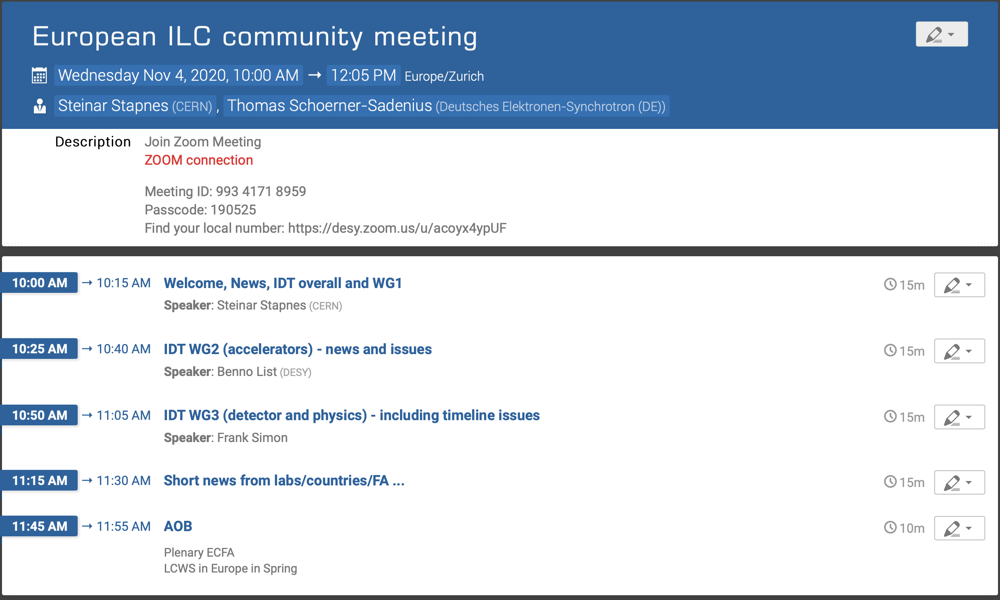 European ILC community meeting
Wednesday Nov 4, 2020, 10:00 AM → 12:05 PM Europe/Zurich
Steinar Stapnes (CERN) , Thomas Schoerner-Sadenius (Deutsches Elektronen-Synchrotron (DE))
Description Join Zoom Meeting
ZOOM connection
Meeting ID: 993 4171 8959
Passcode: 190525
Find your local number: https://desy.zoom.us/u/acoyx4ypUF
10:00 AM → 10:15 AM Welcome, News, IDT overall and WG1 15m
Speaker: Steinar Stapnes (CERN)
10:25 AM → 10:40 AM IDT WG2 (accelerators) - news and issues 15m
Speaker: Benno List (DESY)
10:50 AM → 11:05 AM IDT WG3 (detector and physics) - including timeline issues 15m
Speaker: Frank Simon
11:15 AM → 11:30 AM Short news from labs/countries/FA ... 15m
11:45 AM → 11:55 AM AOB 10m
Plenary ECFA
LCWS in Europe in Spring